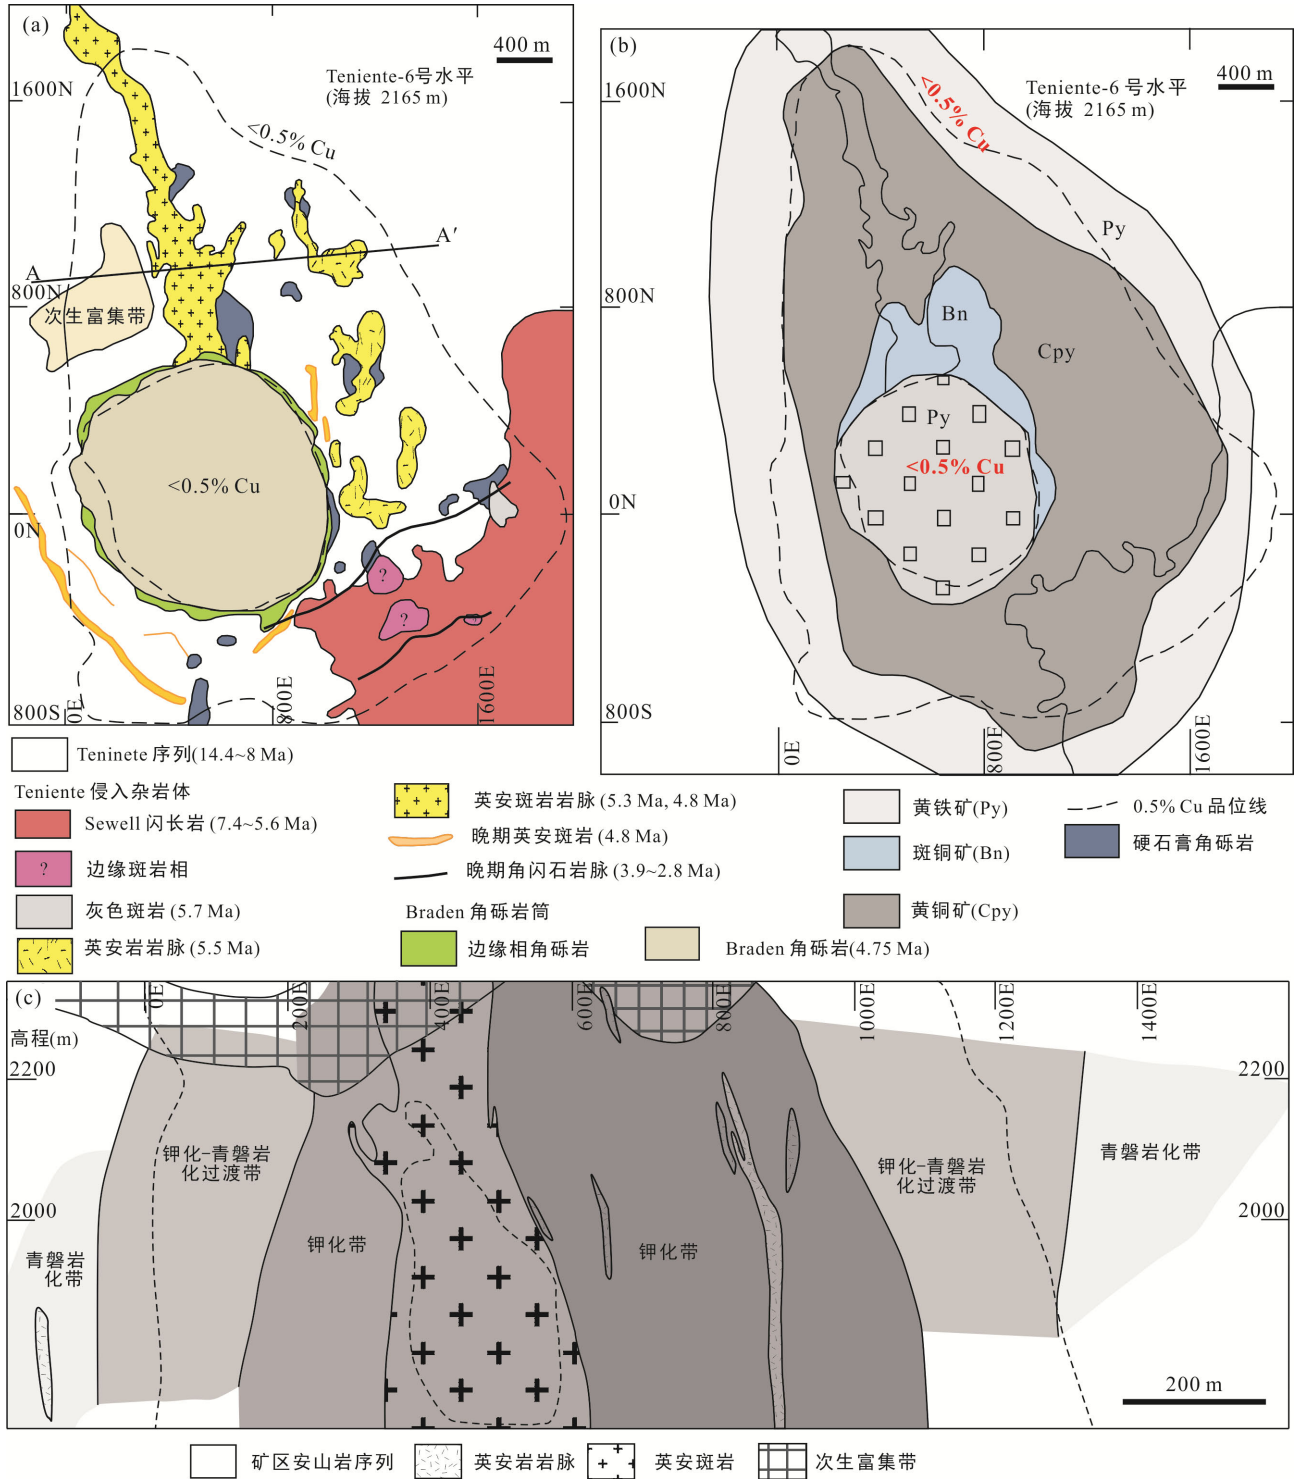 (a)
400 m
Teniente-6号水平
(海拔 2165 m)
1600N
<0.5% Cu
A
A′
800N
次生富集带
<0.5% Cu
0N
?
?
?
800S
0E
800E
1600E
(b)
400 m
Teniente-6 号水平
(海拔 2165 m)
1600N
<0.5% Cu
Py
800N
Bn
Cpy
Py
<0.5% Cu
0N
800S
0E
800E
1600E
Teninete 序列(14.4~8 Ma)
Teniente 侵入杂岩体
Sewell 闪长岩 (7.4~5.6 Ma)
? 边缘斑岩相
灰色斑岩 (5.7 Ma)
英安岩岩脉 (5.5 Ma)
英安斑岩岩脉 (5.3 Ma, 4.8 Ma)
晚期英安斑岩 (4.8 Ma)
晚期角闪石岩脉 (3.9~2.8 Ma)
Braden 角砾岩筒
边缘相角砾岩
Braden 角砾岩(4.75 Ma)
黄铁矿(Py)
斑铜矿(Bn)
黄铜矿(Cpy)
0.5% Cu 品位线
硬石膏角砾岩
(c)
0E
200E
400E
600E
800E
1000E
1200E
1400E
高程(m)
2200
2200
钾化-青磐岩
化过渡带
钾化-青磐岩
化过渡带
青磐岩化带
2000
2000
青磐岩
化带
钾化带
钾化带
200 m
矿区安山岩序列
英安岩岩脉
英安斑岩
次生富集带